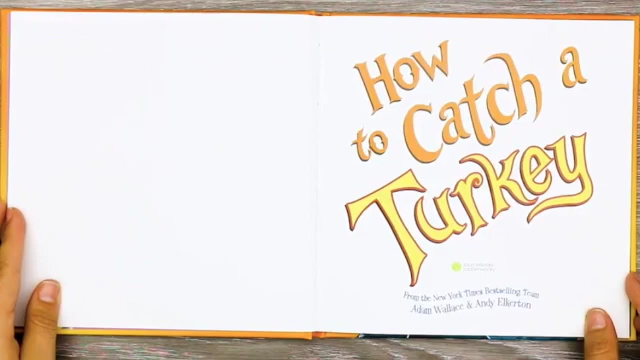 How
to Catch a
Turkey
From the New York Times Bestselling Team
Adam Wallace & Andy Elkerton